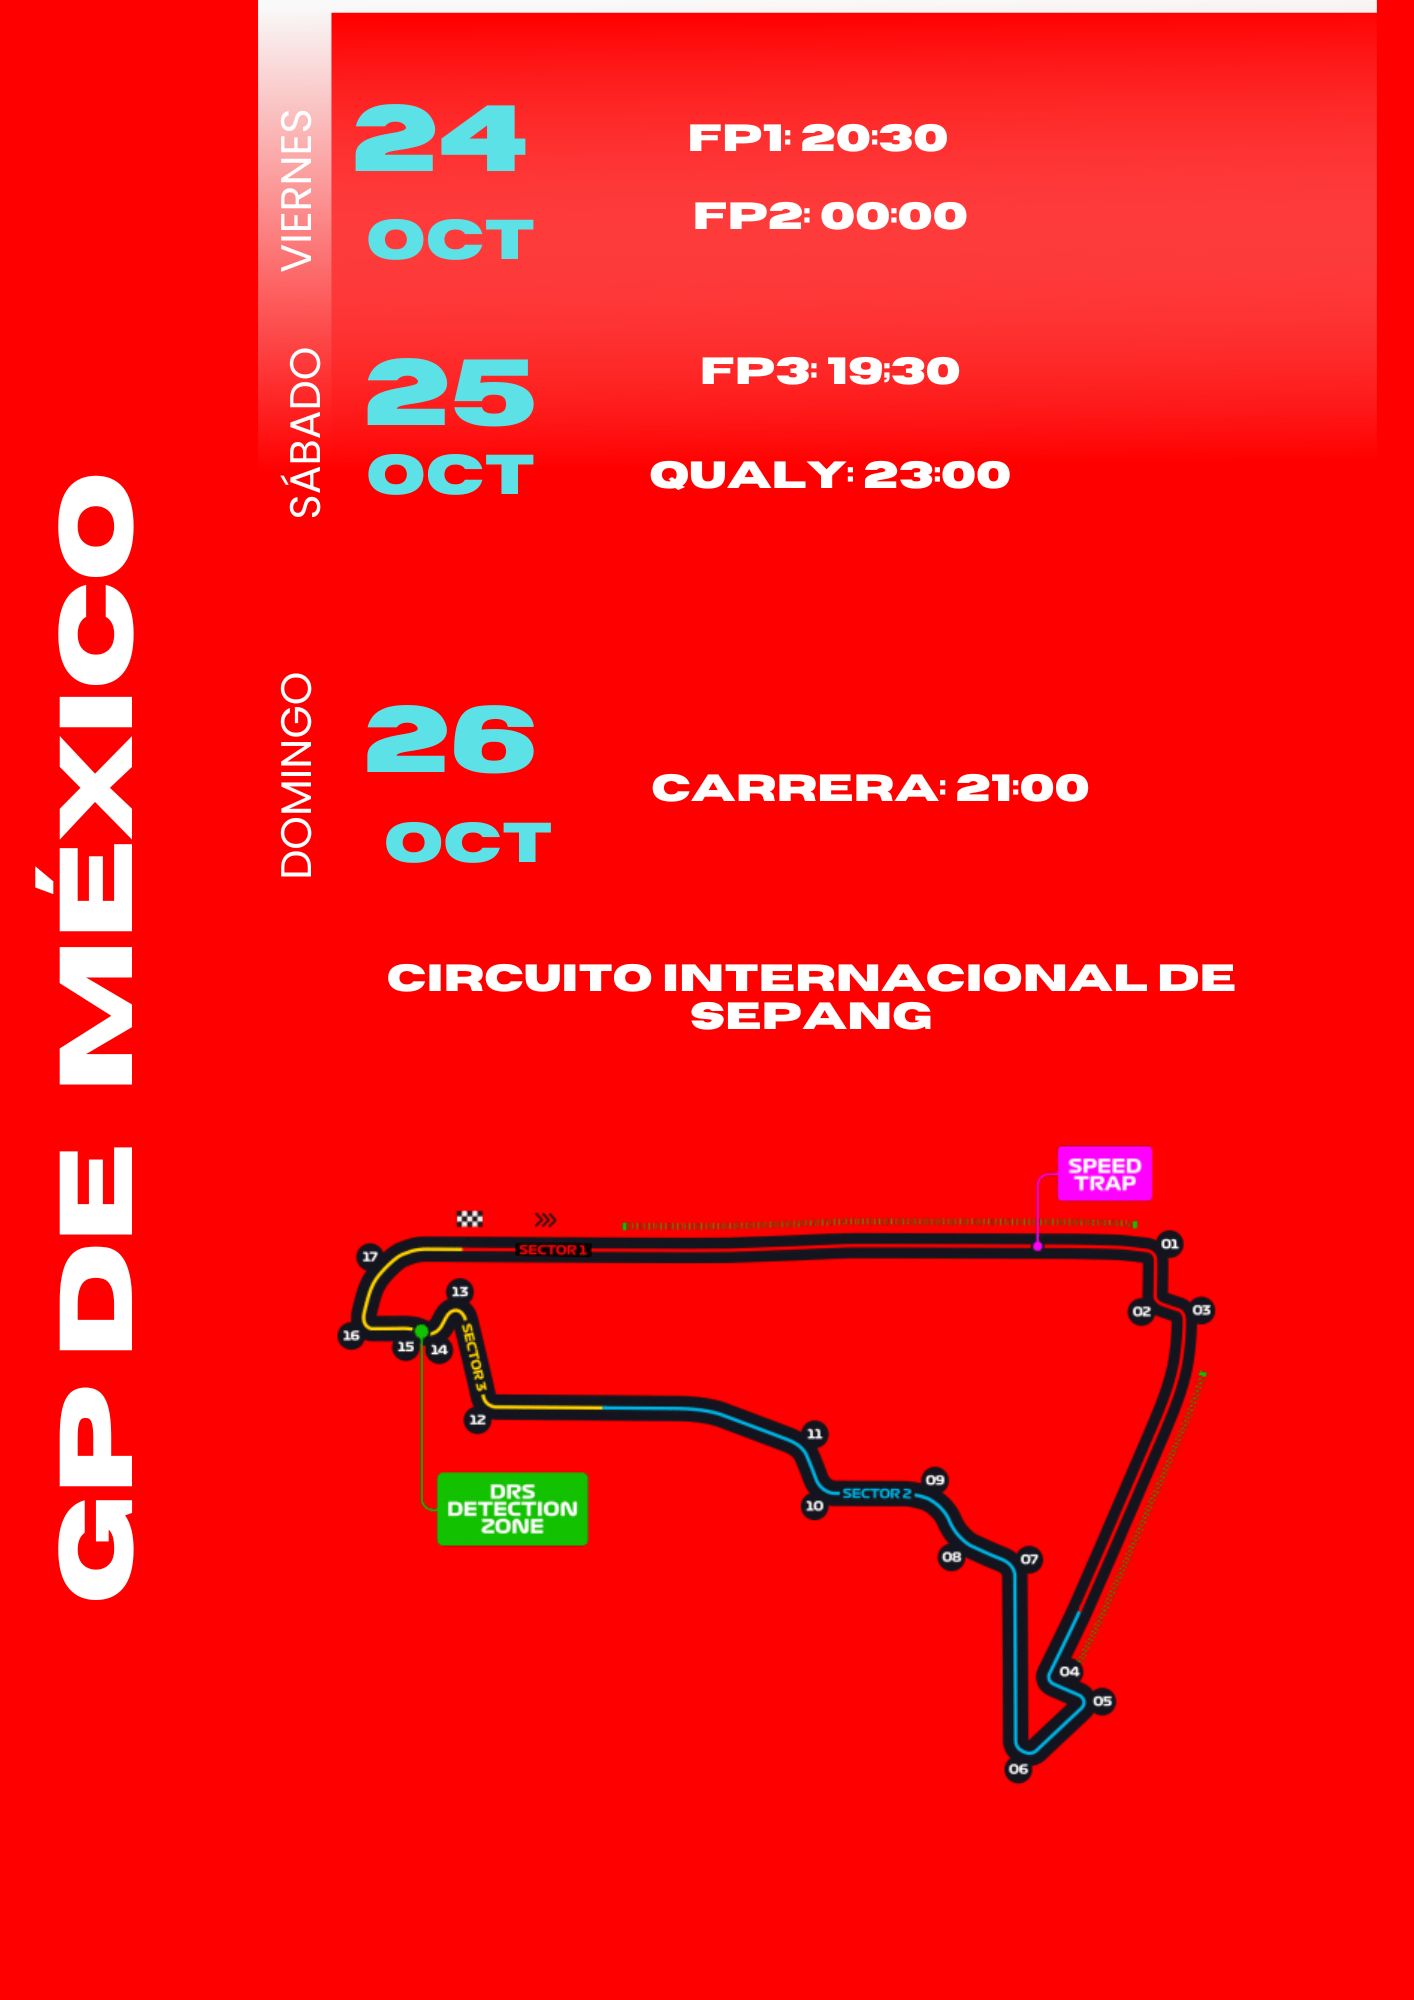 GP DE MÉXICO
VIERNES
24
OCT
FP1: 20:30
FP2: 00:00
SÁBADO
25
OCT
FP3: 19;30
QUALY: 23:00
DOMINGO
26
OCT
CARRERA: 21:00
CIRCUITO INTERNACIONAL DE
SEPANG
SPEED
TRAP
SECTOR 1
01
02
03
17
16
15
14
13
SECTOR 3
12
11
10
SECTOR 2
09
08
07
DRS
DETECTION
ZONE
04
05
06